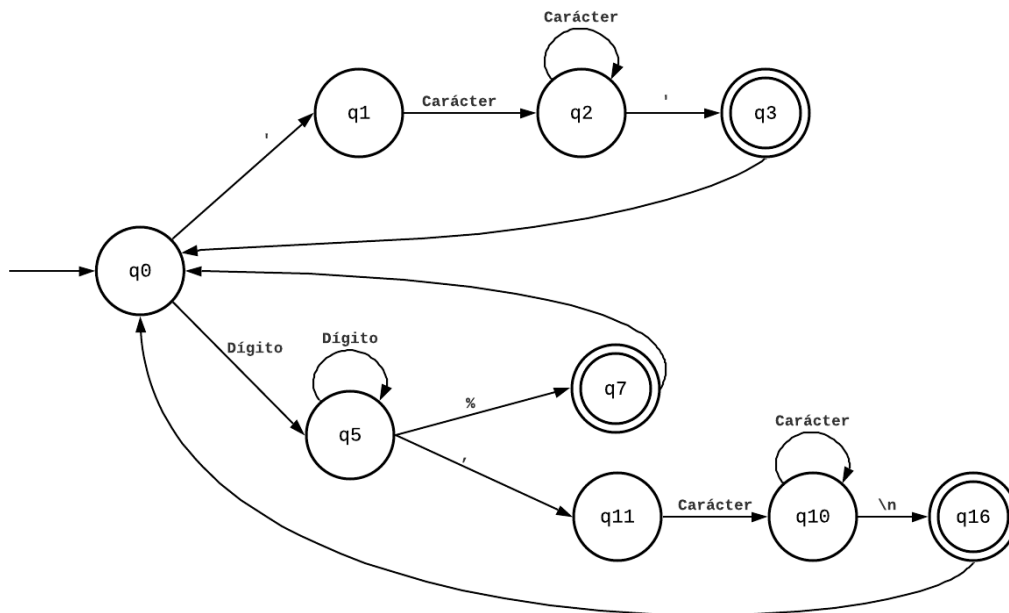 Carácter
q1
Carácter
q2
'
q3
'
q0
Dígito
Dígito
q5
%
q7
,
q11
Carácter
Carácter
q10
\n
q16